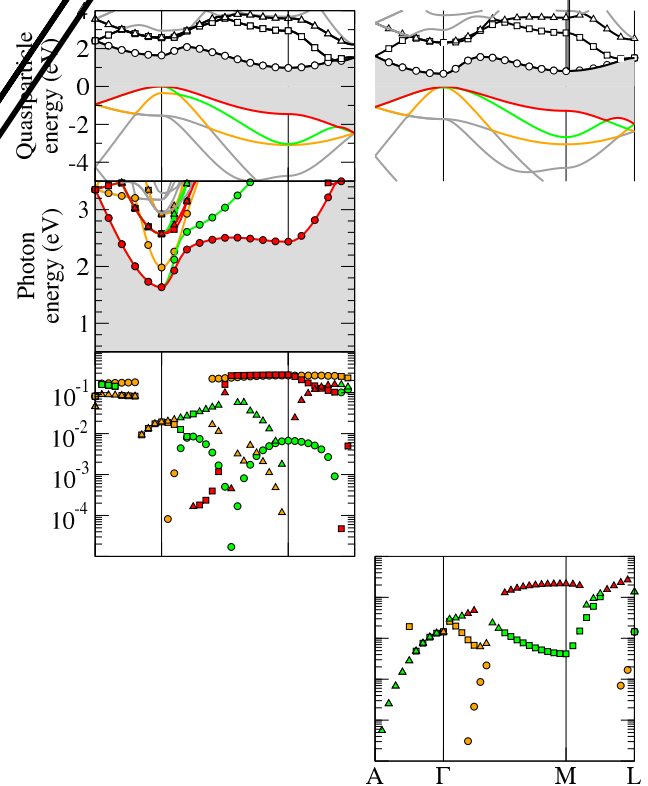 4
2
0
-2
-4
Quasiparticle
energy (eV)
3
2
1
Photon
energy (eV)
10-1
10-2
10-3
10-4
A Γ M L